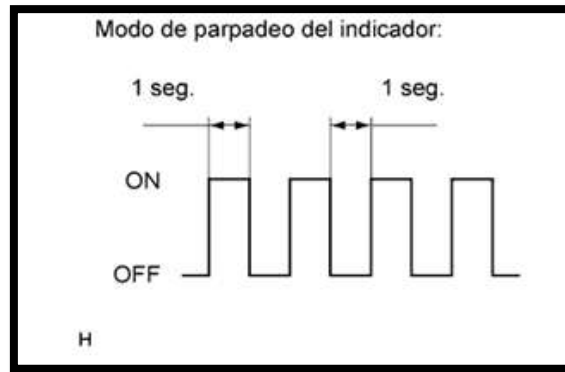 Modo de parpadeo del indicador:
1 seg. 1 seg.
ON
OFF
H